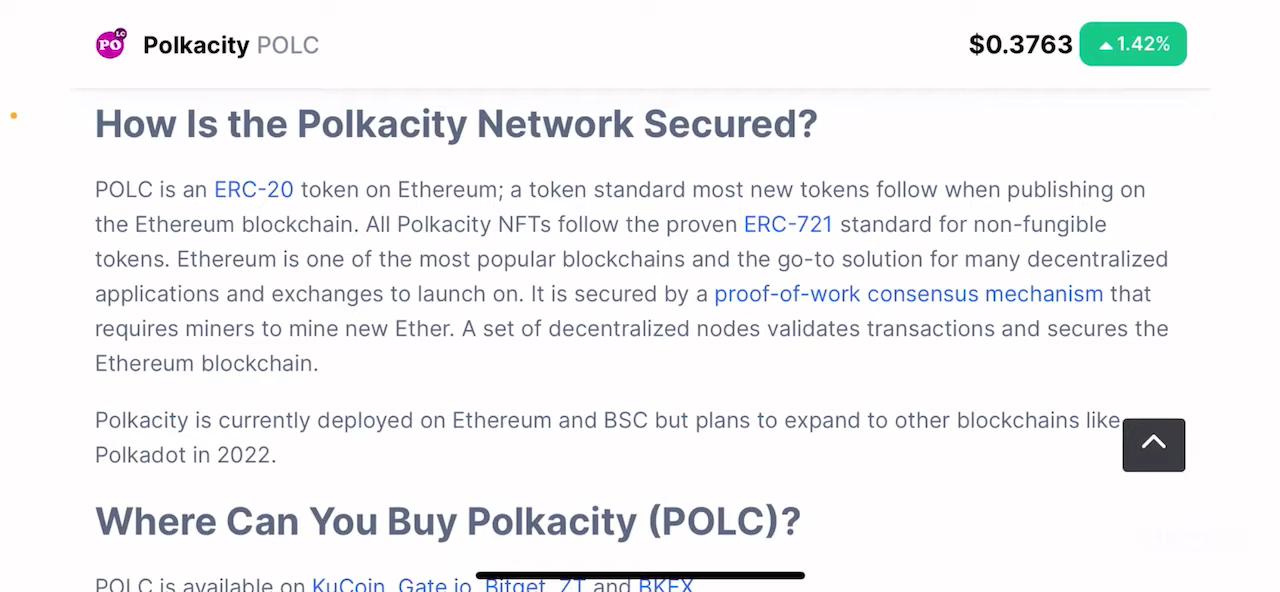 Polkacity POLC
$0.3763 1.42%
How Is the Polkacity Network Secured?
POLC is an ERC-20 token on Ethereum; a token standard most new tokens follow when publishing on
the Ethereum blockchain. All Polkacity NFTs follow the proven ERC-721 standard for non-fungible
tokens. Ethereum is one of the most popular blockchains and the go-to solution for many decentralized
applications and exchanges to launch on. It is secured by a proof-of-work consensus mechanism that
requires miners to mine new Ether. A set of decentralized nodes validates transactions and secures the
Ethereum blockchain.
Polkacity is currently deployed on Ethereum and BSC but plans to expand to other blockchains like
Polkadot in 2022.
Where Can You Buy Polkacity (POLC)?
POLC is available on KuCoin, Gate.io, Bitget, ZT and BKEX